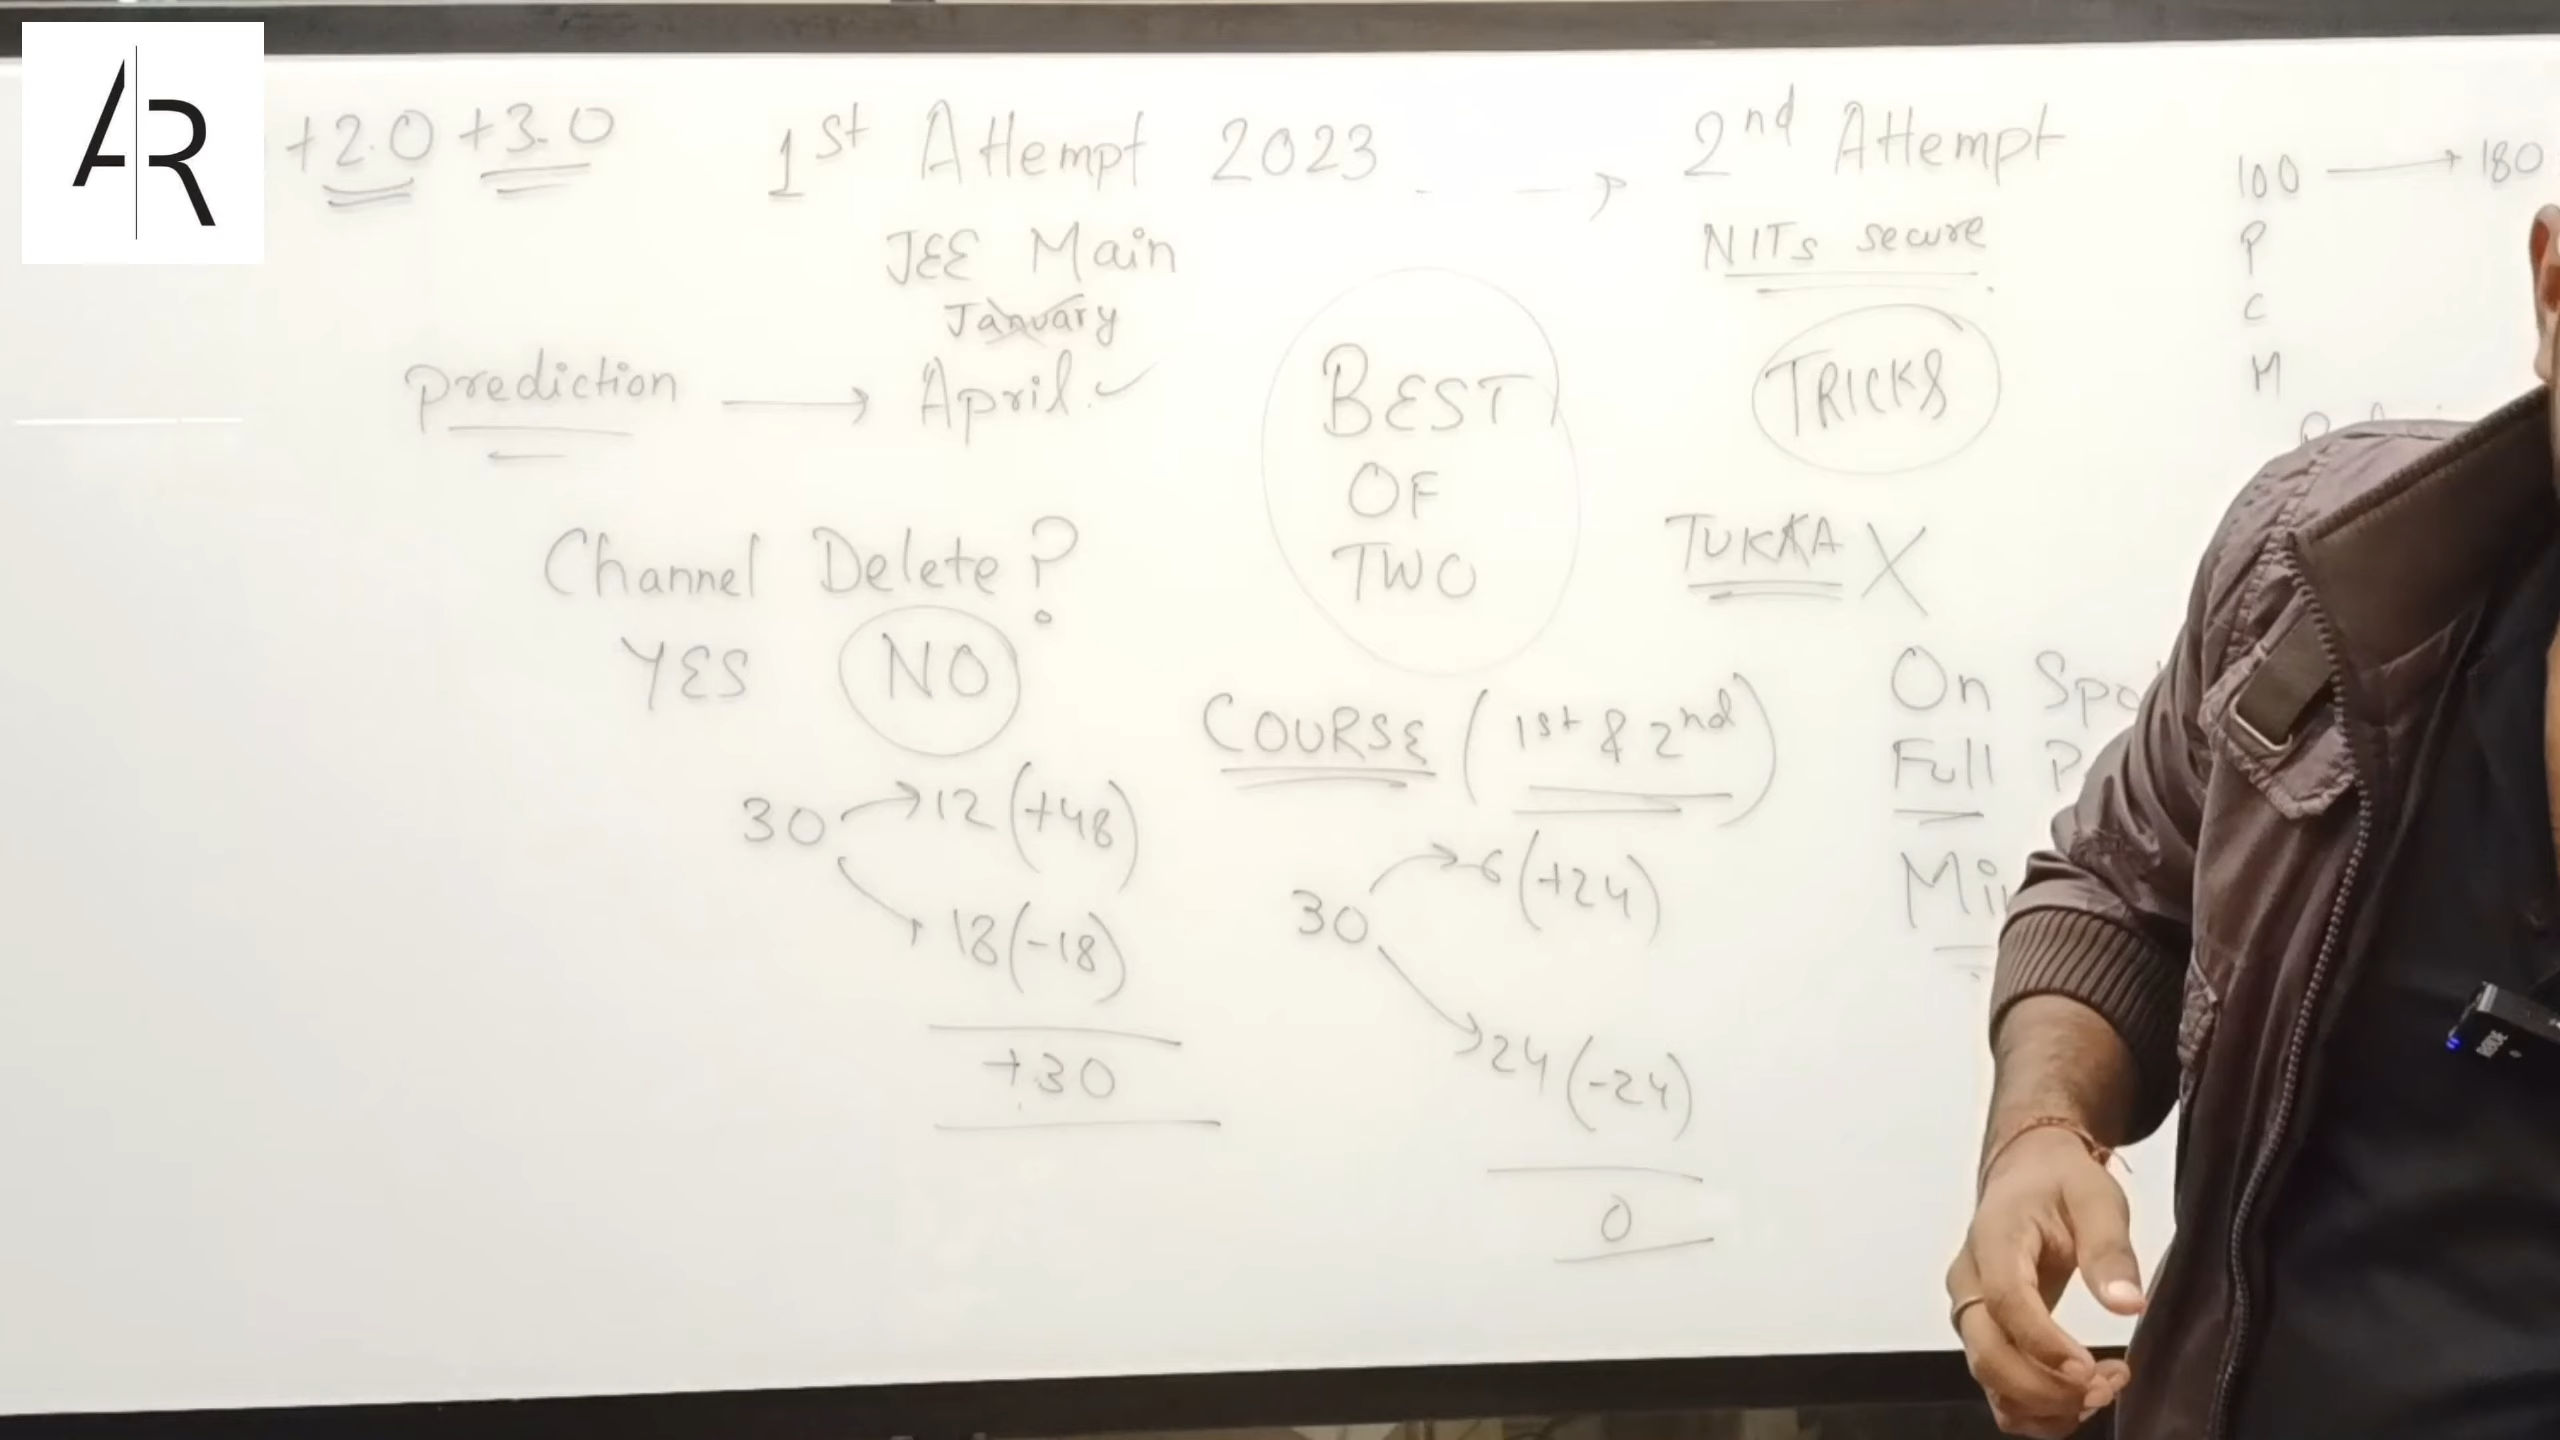 AR
+2.0 +3.0
1st Attempt 2023 → 2nd Attempt
JEE Main
January
prediction → April ✓
NITs secure
TRICKS
BEST
OF
TWO
TUKKA X
100 → 180
P
C
M
Channel Delete?
YES NO
COURSE (1st & 2nd)
On
Full P
30 → 12 (+48)
→ 18 (-18)
+30
30 → 6 (+24)
→ 24 (-24)
0
RODE